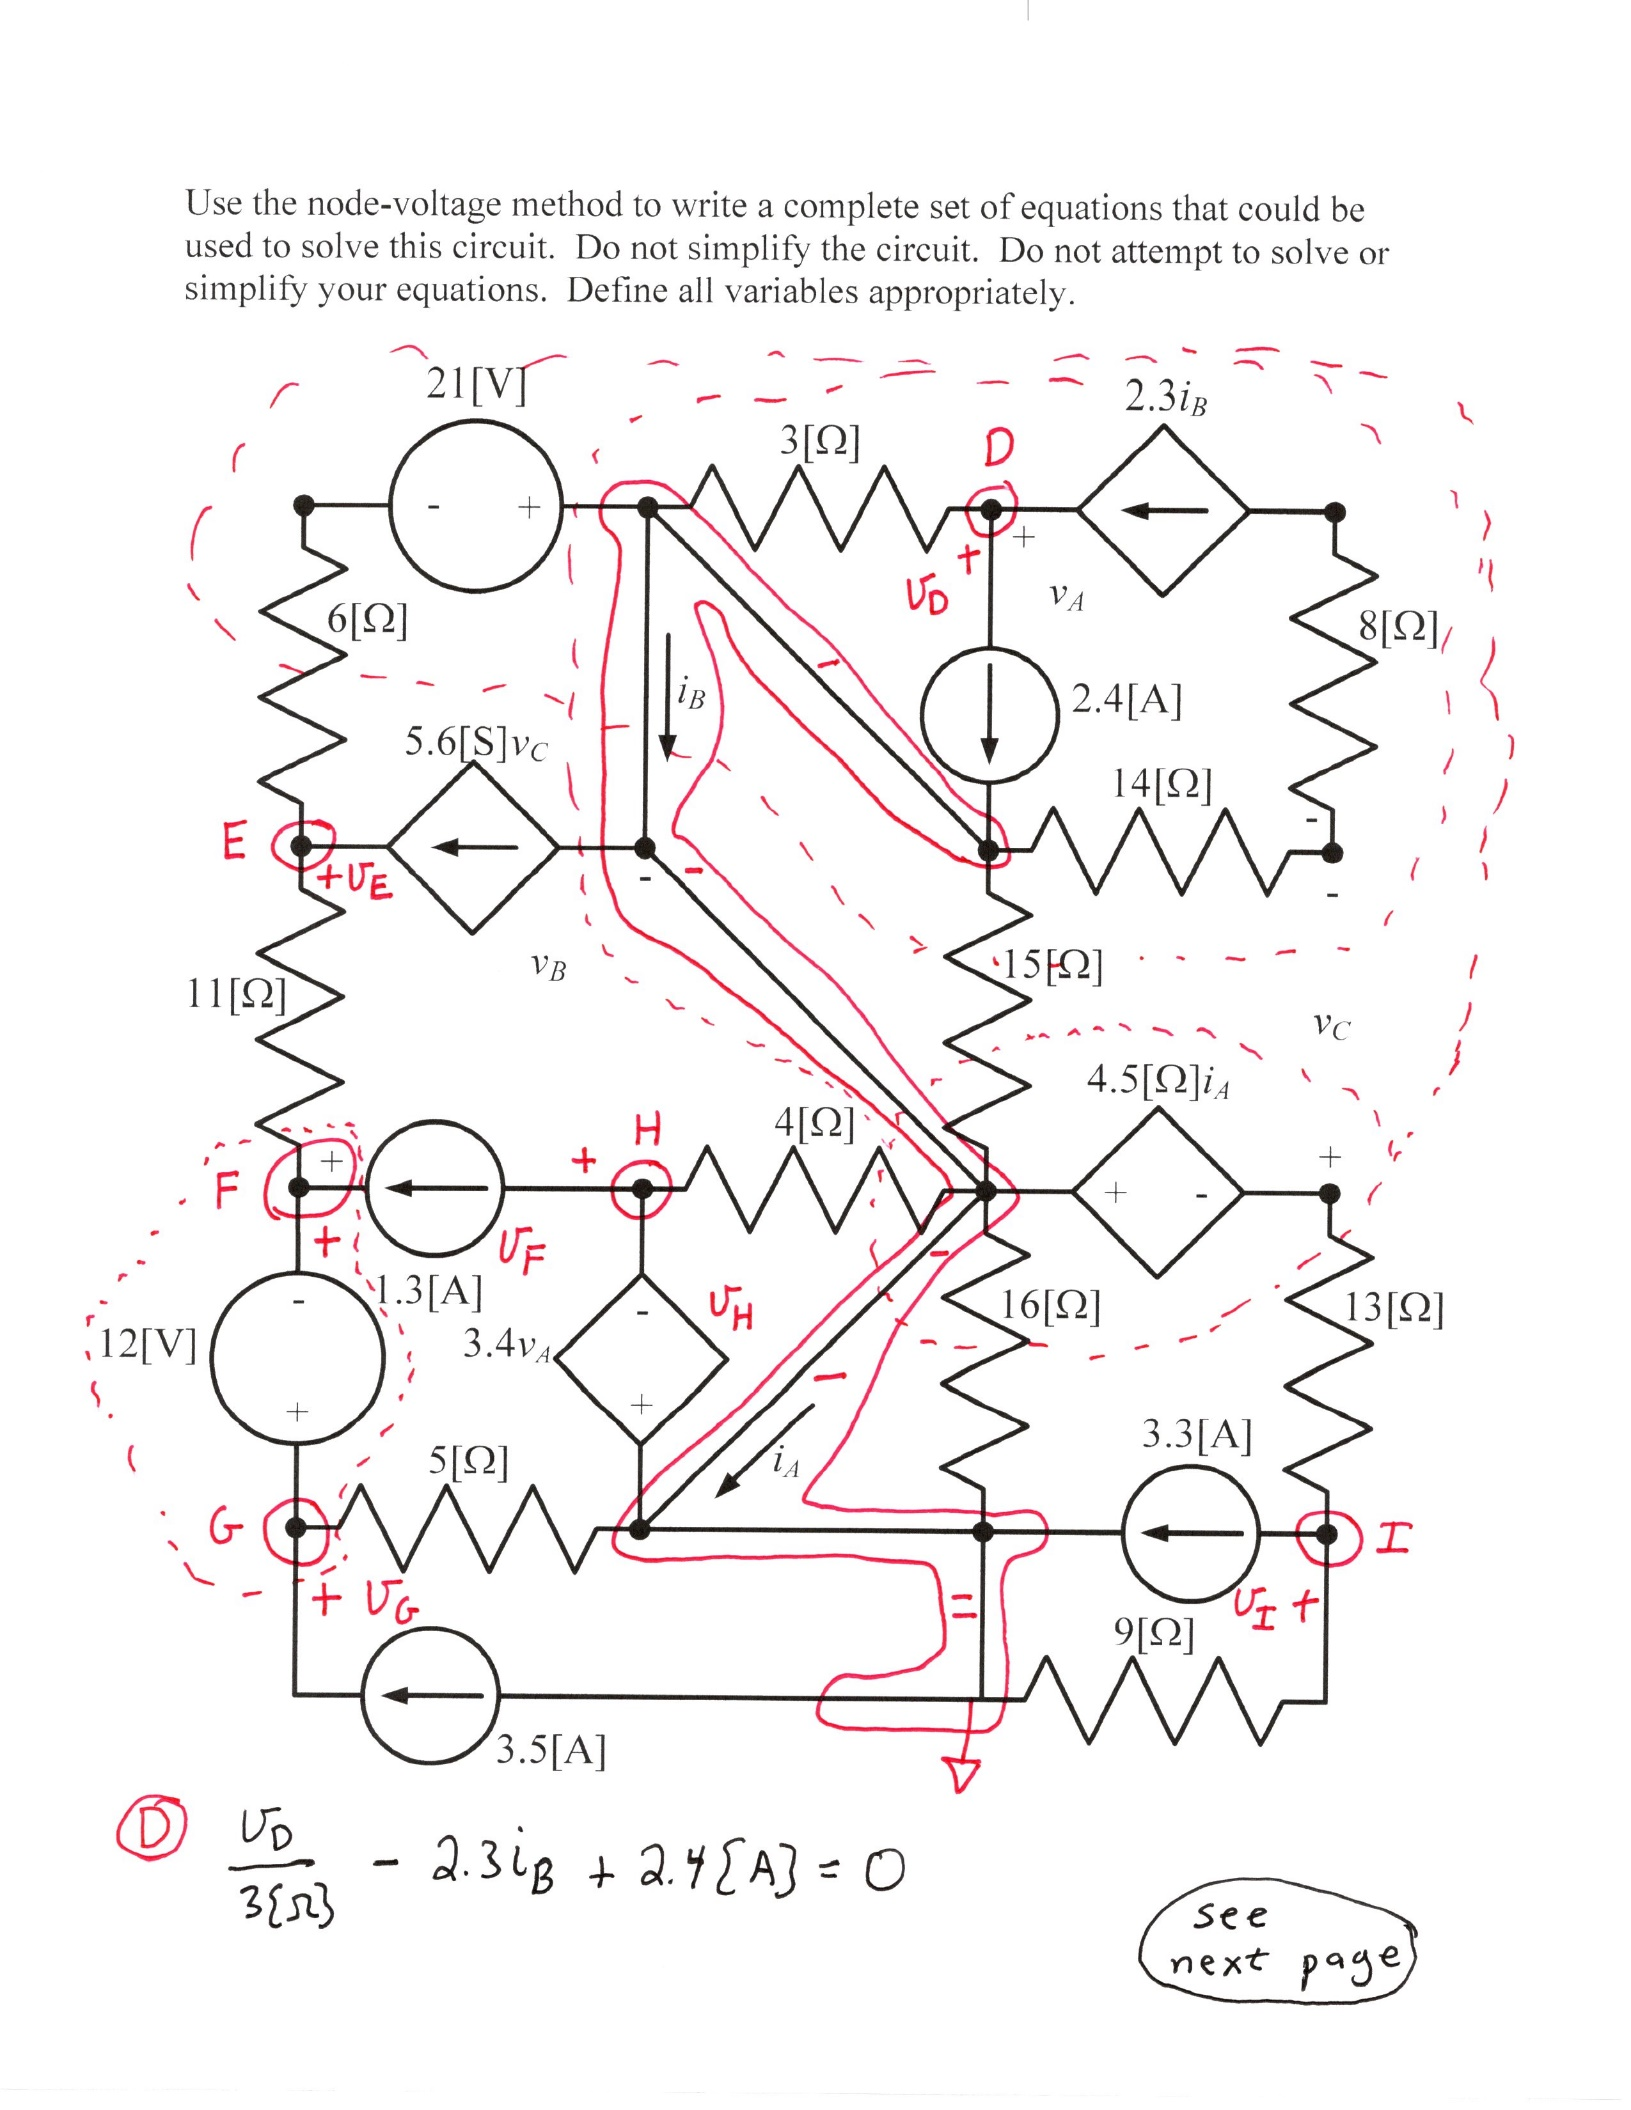 Use the node-voltage method to write a complete set of equations that could be
used to solve this circuit. Do not simplify the circuit. Do not attempt to solve or
simplify your equations. Define all variables appropriately.
21[V]
2.3iB
3[Ω]
D
- +
+
+
vD
vA
6[Ω]
8[Ω]
-
iB
2.4[A]
5.6[S]vC
14[Ω]
-
E
+vE
-
-
-
vB
15[Ω]
11[Ω]
vC
4.5[Ω]iA
4[Ω]
H
+
+
+
F
+ -
+
vF
-
1.3[A]
-
-
vH
16[Ω]
13[Ω]
12[V]
3.4vA
-
+
+
3.3[A]
5[Ω]
iA
G
I
+ vG
=
vI +
9[Ω]
3.5[A]
D vD/3[Ω] - 2.3iB + 2.4[A] = 0
see
next page